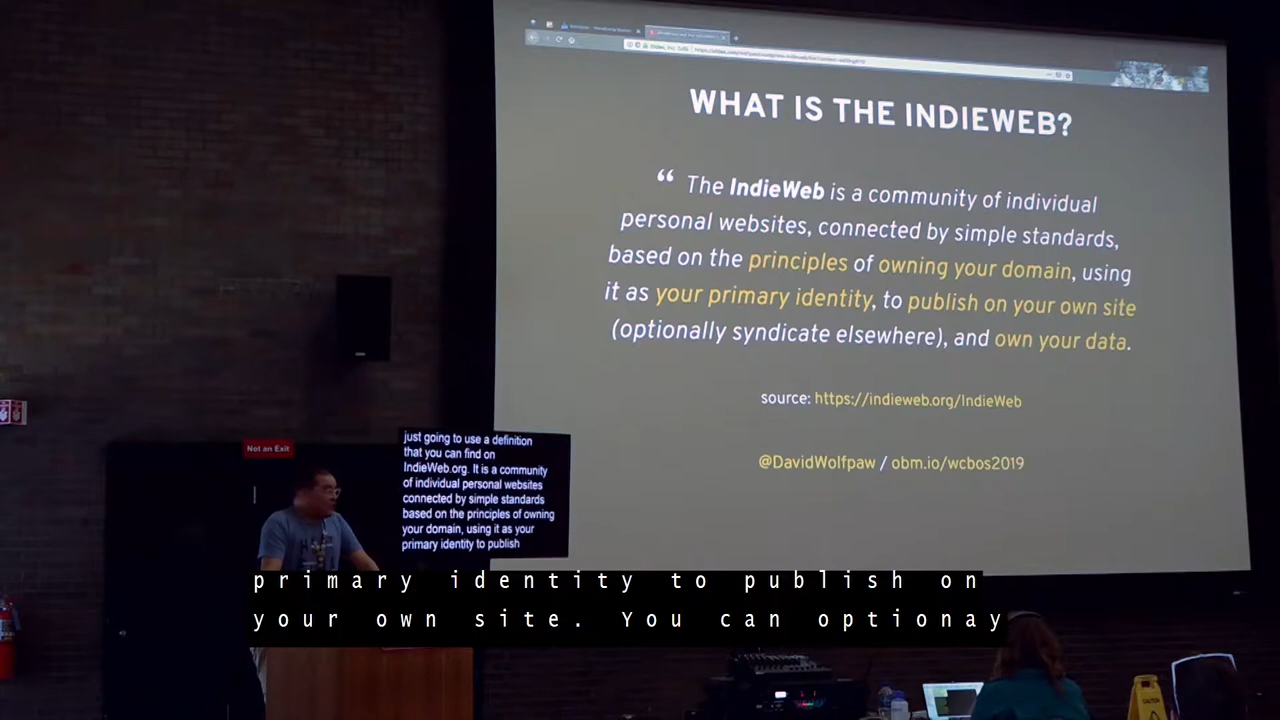 WHAT IS THE INDIEWEB?
“ The IndieWeb is a community of individual
personal websites, connected by simple standards,
based on the principles of owning your domain, using
it as your primary identity, to publish on your own site
(optionally syndicate elsewhere), and own your data.
source: https://indieweb.org/IndieWeb
@DavidWolfpaw / obm.io/wcbos2019
Not an Exit
just going to use a definition
that you can find on
IndieWeb.org. It is a community
of individual personal websites
connected by simple standards
based on the principles of owning
your domain, using it as your
primary identity to publish
primary identity to publish on
your own site. You can optionay
CAUTION